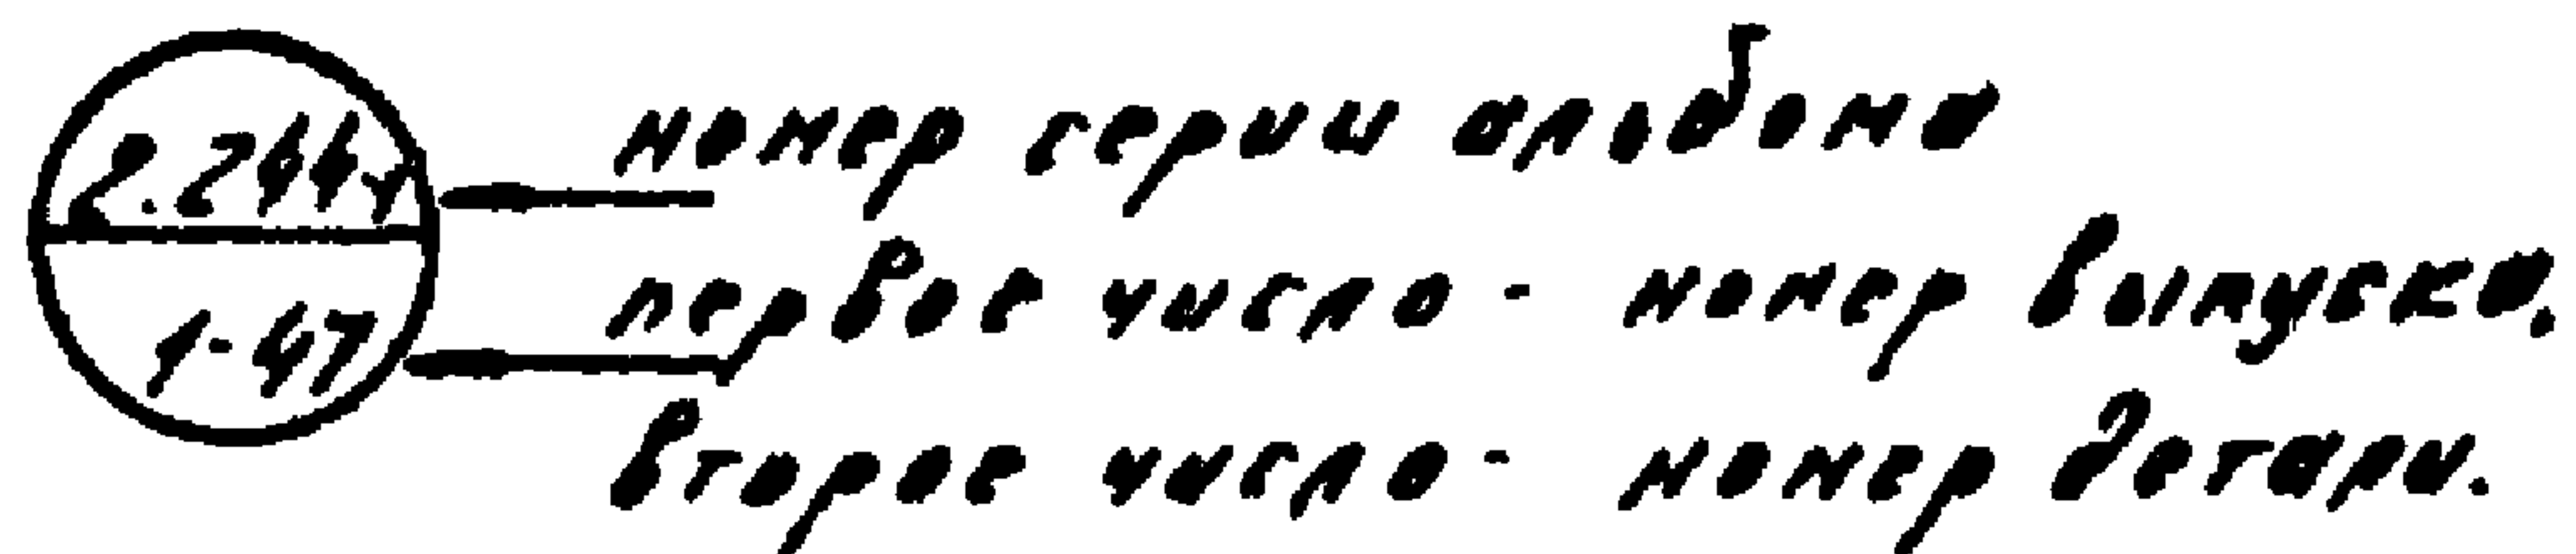 2.244-1
номер серии альбома
первое число - номер выпуска,
1-47
второе число - номер детали.